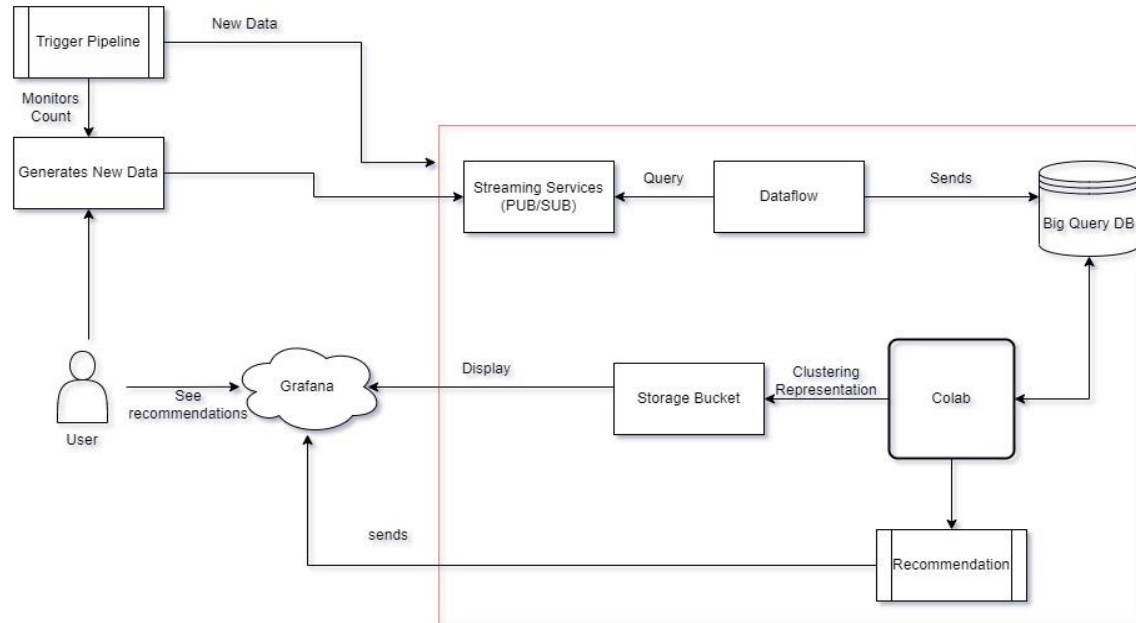 New Data
Trigger Pipeline
Monitors
Count
Generates New Data
Streaming Services
(PUB/SUB)
Query
Dataflow
Sends
Big Query DB
User
See
recommendations
Grafana
Display
Storage Bucket
Clustering
Representation
Colab
sends
Recommendation